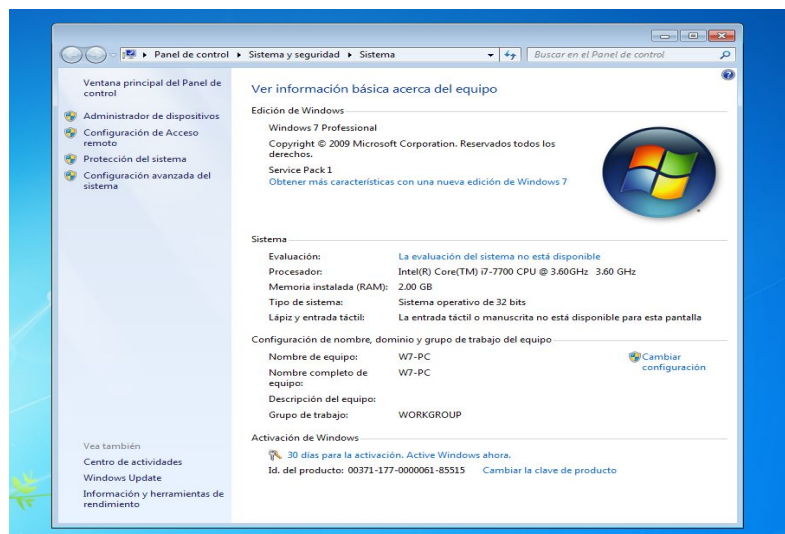 Panel de control ▸ Sistema y seguridad ▸ Sistema
Buscar en el Panel de control
Ventana principal del Panel de
control
Administrador de dispositivos
Configuración de Acceso
remoto
Protección del sistema
Configuración avanzada del
sistema
Vea también
Centro de actividades
Windows Update
Información y herramientas de
rendimiento
Ver información básica acerca del equipo
Edición de Windows
Windows 7 Professional
Copyright © 2009 Microsoft Corporation. Reservados todos los
derechos.
Service Pack 1
Obtener más características con una nueva edición de Windows 7
Sistema
Evaluación: La evaluación del sistema no está disponible
Procesador: Intel(R) Core(TM) i7-7700 CPU @ 3.60GHz 3.60 GHz
Memoria instalada (RAM): 2.00 GB
Tipo de sistema: Sistema operativo de 32 bits
Lápiz y entrada táctil: La entrada táctil o manuscrita no está disponible para esta pantalla
Configuración de nombre, dominio y grupo de trabajo del equipo
Nombre de equipo: W7-PC
Cambiar
configuración
Nombre completo de
equipo: W7-PC
Descripción del equipo:
Grupo de trabajo: WORKGROUP
Activación de Windows
30 días para la activación. Active Windows ahora.
Id. del producto: 00371-177-0000061-85515 Cambiar la clave de producto